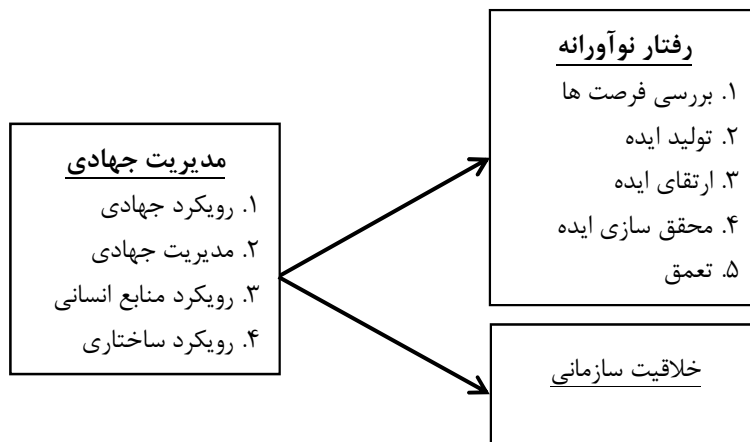 رفتار نوآورانه
۱. بررسی فرصت ها
۲. تولید ایده
۳. ارتقای ایده
۴. محقق سازی ایده
۵. تعمق
مدیریت جهادی
۱. رویکرد جهادی
۲. مدیریت جهادی
۳. رویکرد منابع انسانی
۴. رویکرد ساختاری
خلاقیت سازمانی